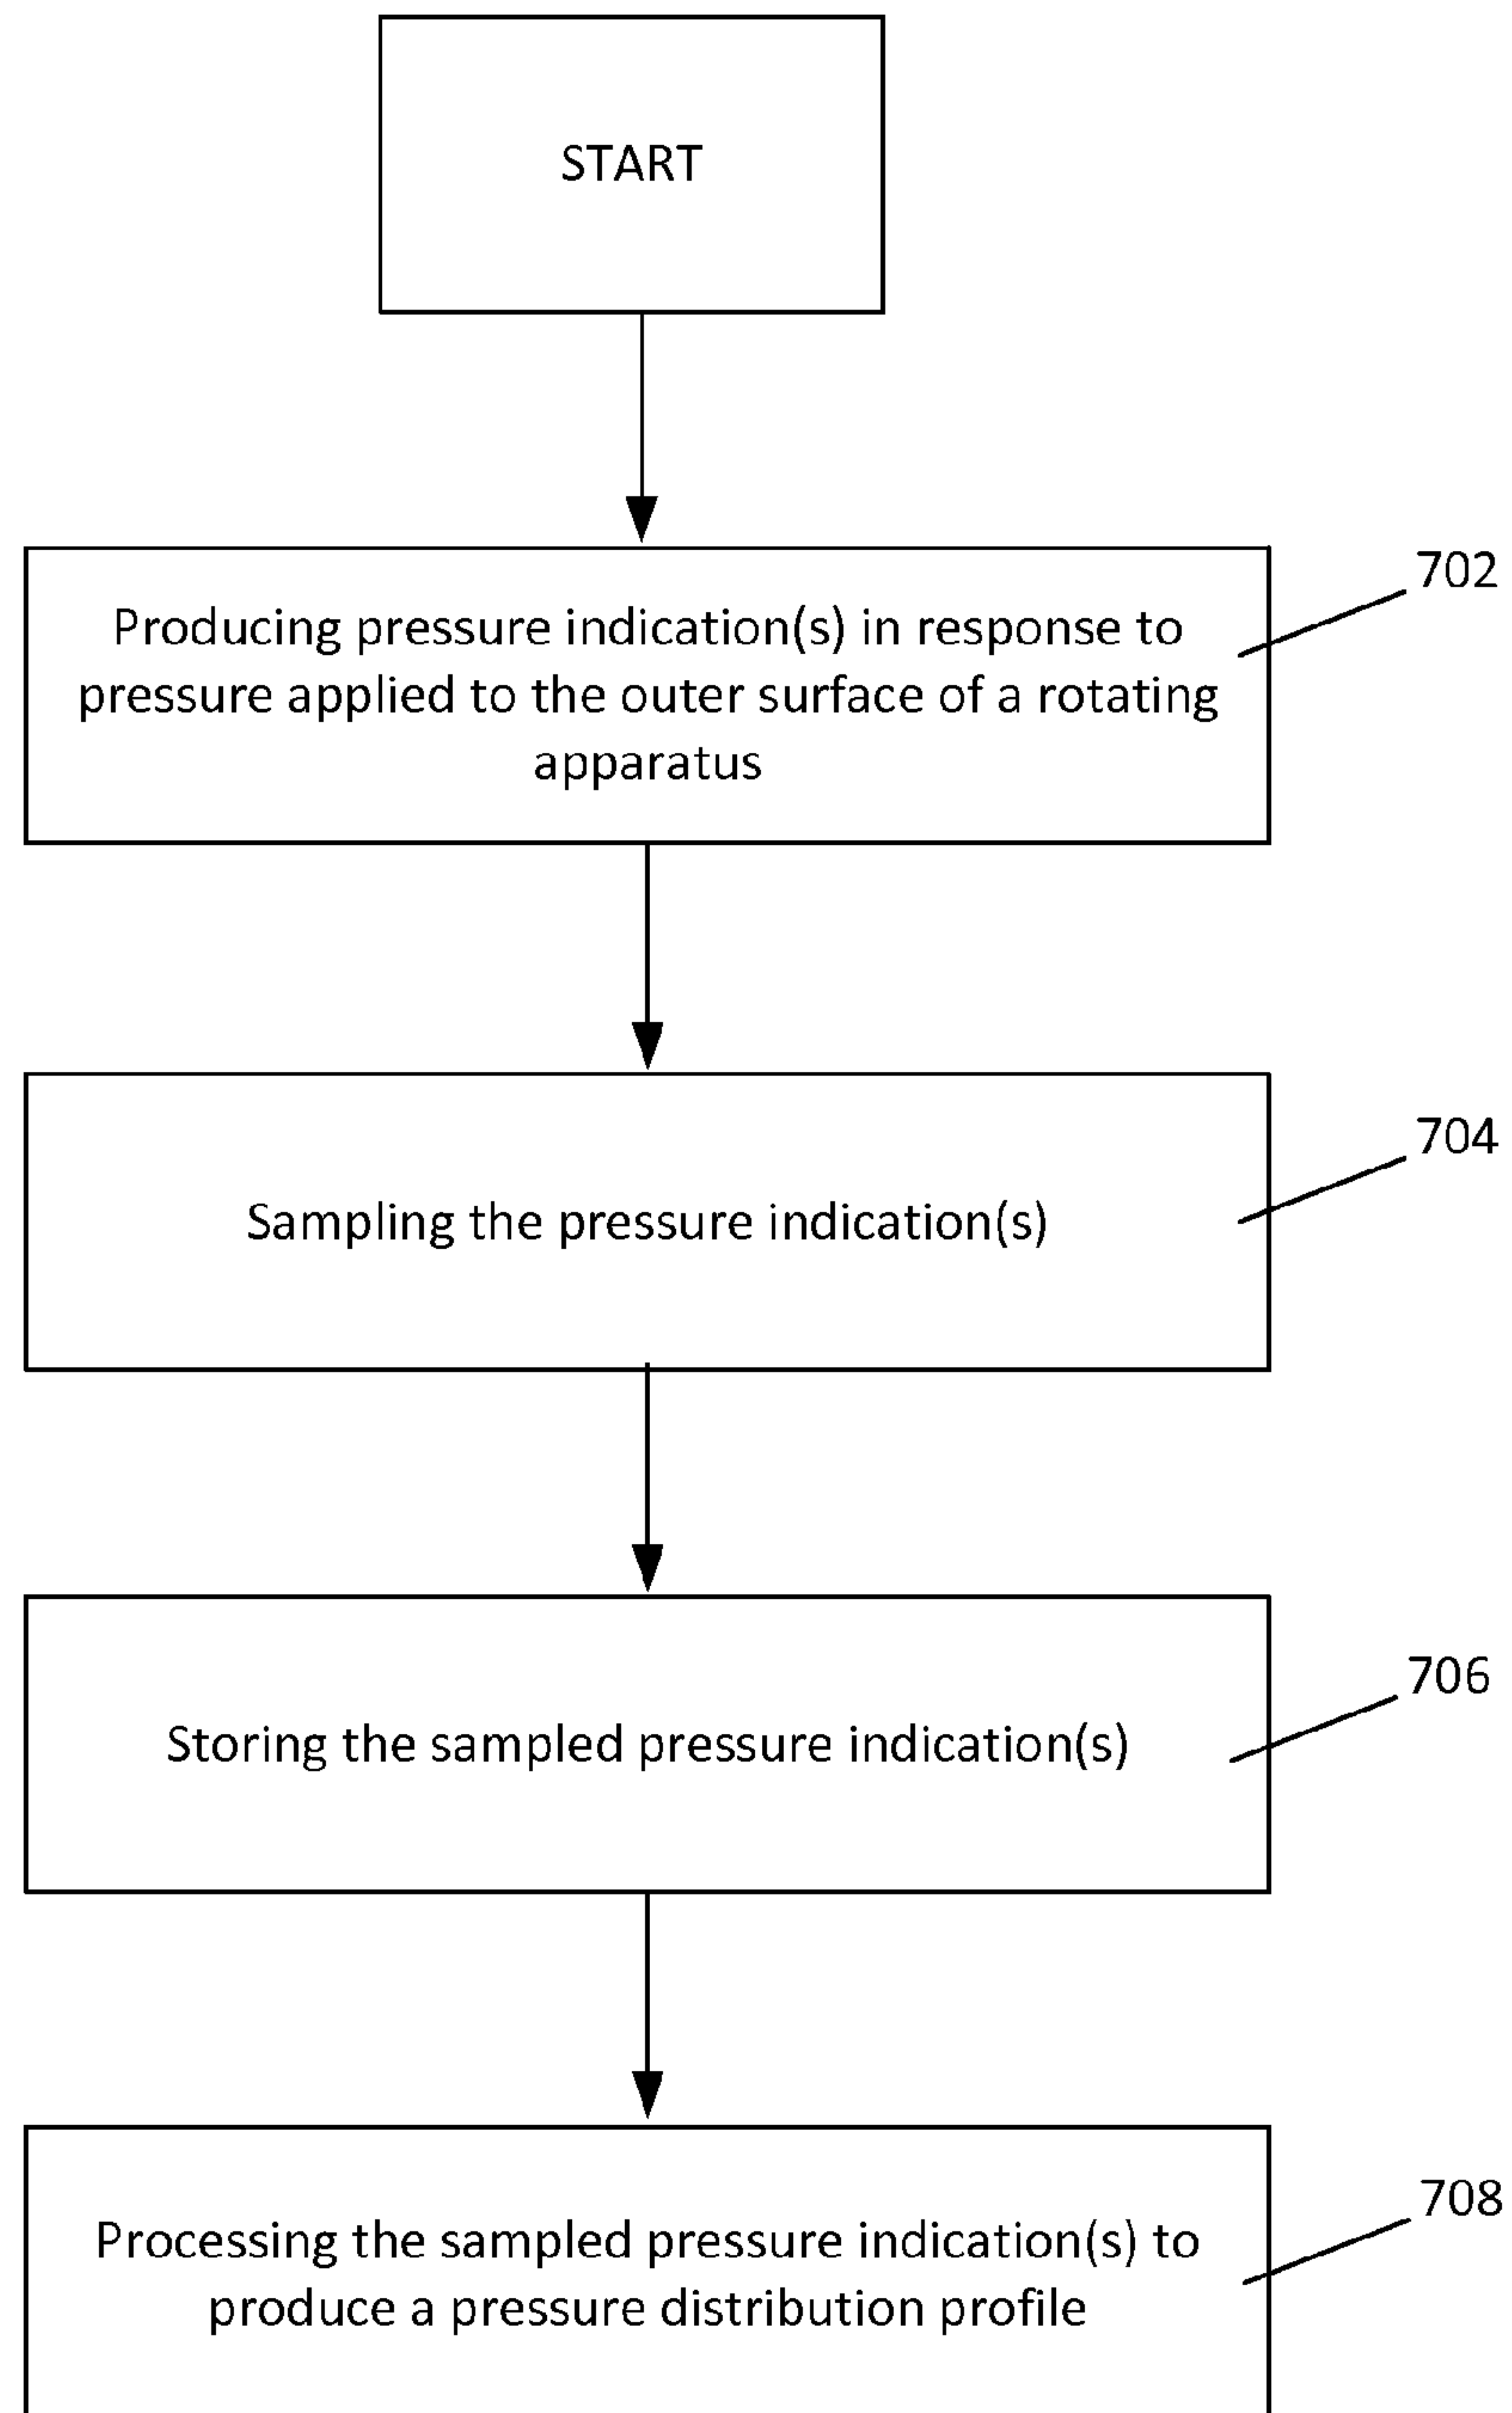 START
702
Producing pressure indication(s) in response to
pressure applied to the outer surface of a rotating
apparatus
704
Sampling the pressure indication(s)
706
Storing the sampled pressure indication(s)
708
Processing the sampled pressure indication(s) to
produce a pressure distribution profile